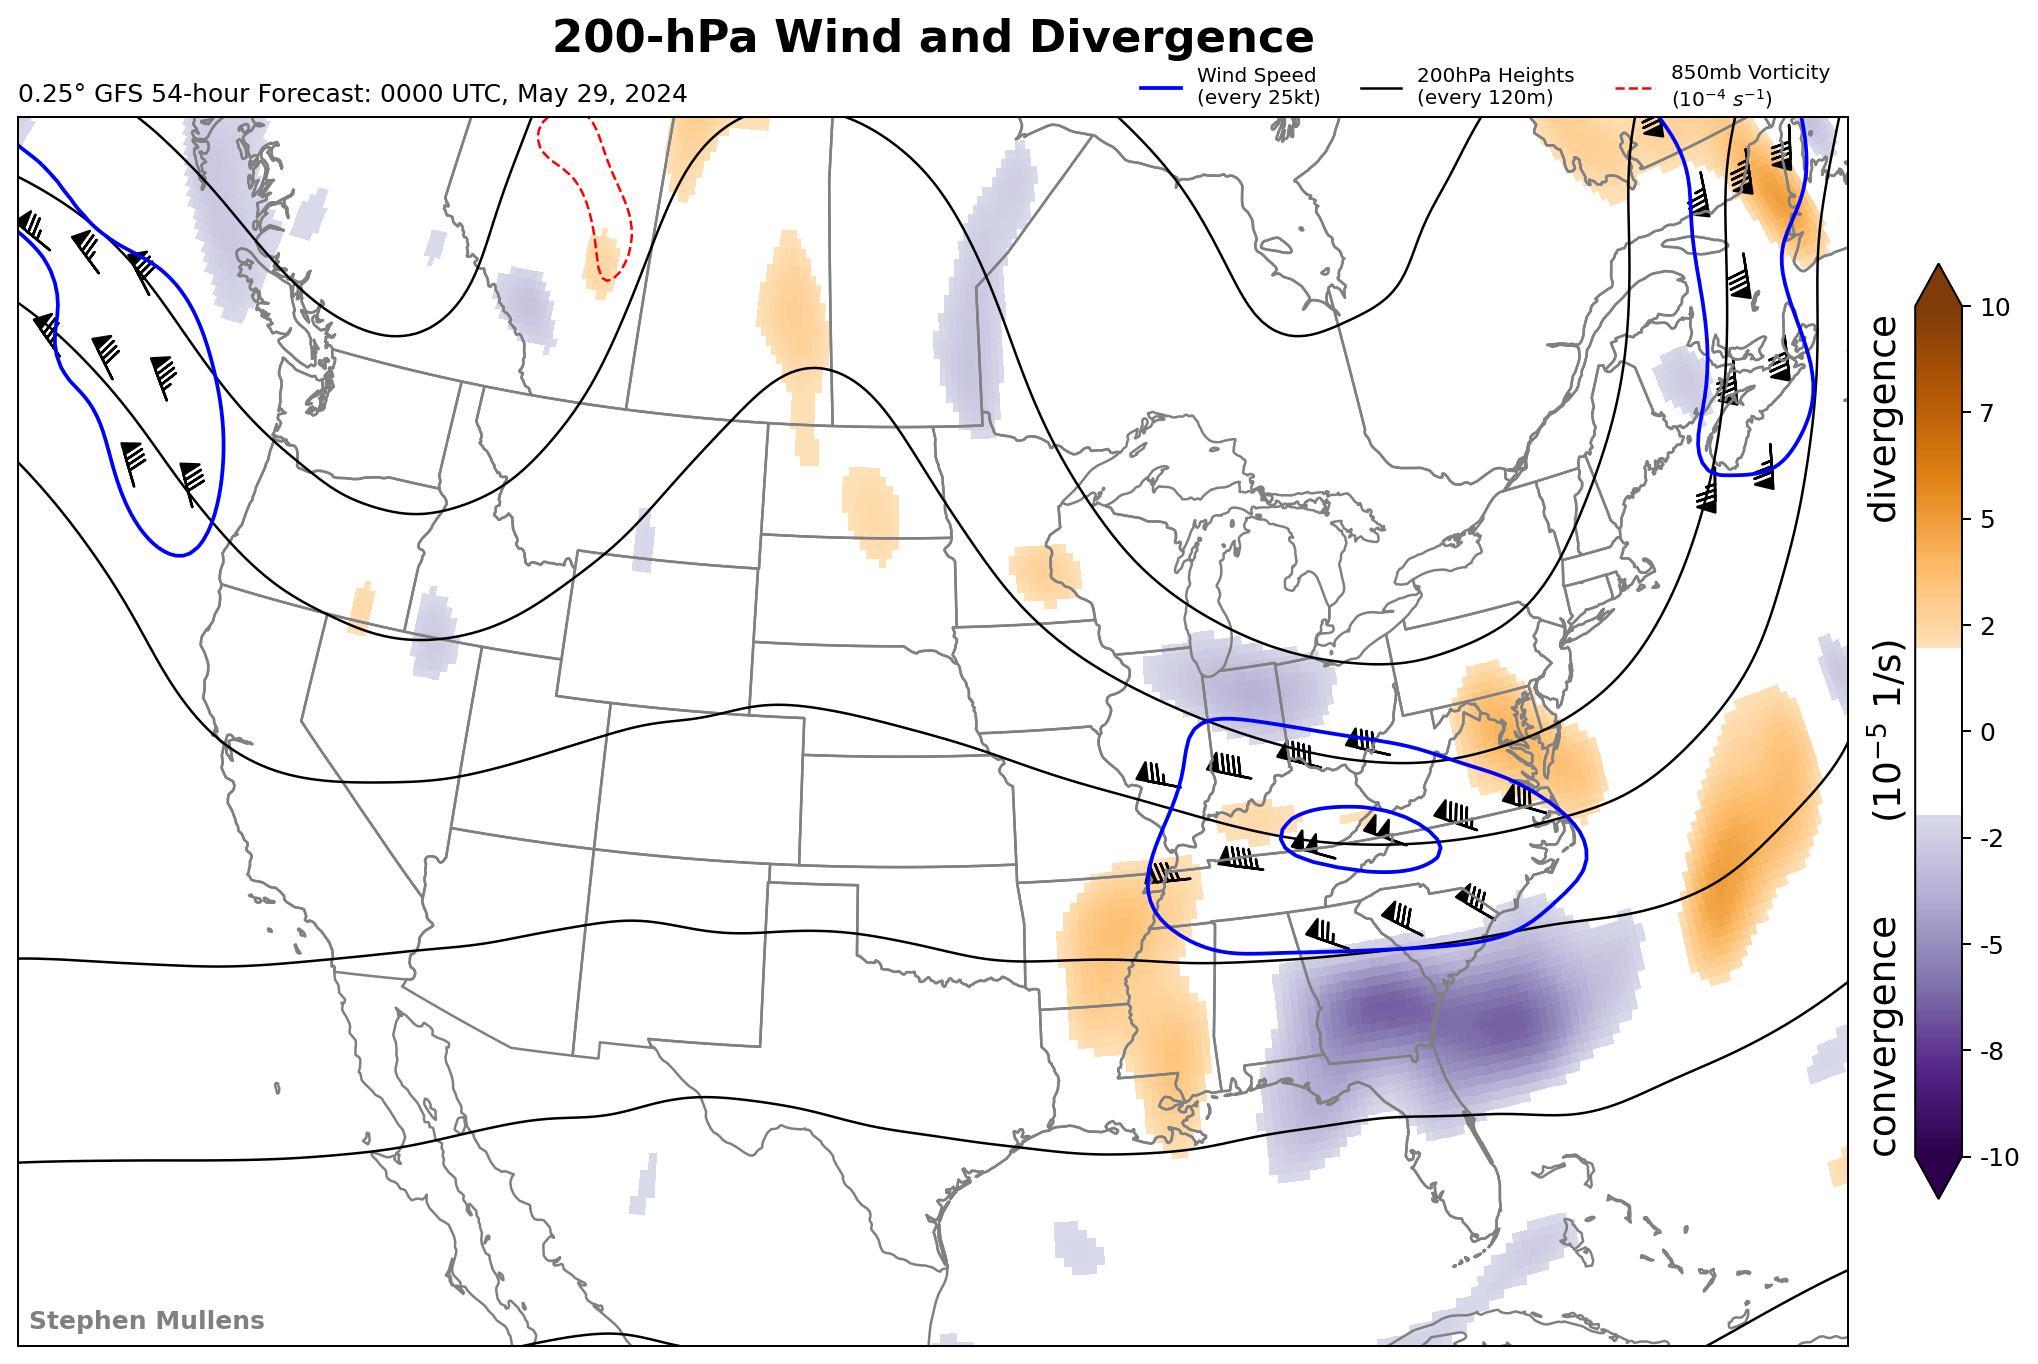 200-hPa Wind and Divergence
0.25° GFS 54-hour Forecast: 0000 UTC, May 29, 2024
Wind Speed
(every 25kt)
200hPa Heights
(every 120m)
850mb Vorticity
(10⁻⁴ s⁻¹)
10
7
5
2
0
-2
-5
-8
-10
convergence (10⁻⁵ 1/s) divergence
Stephen Mullens